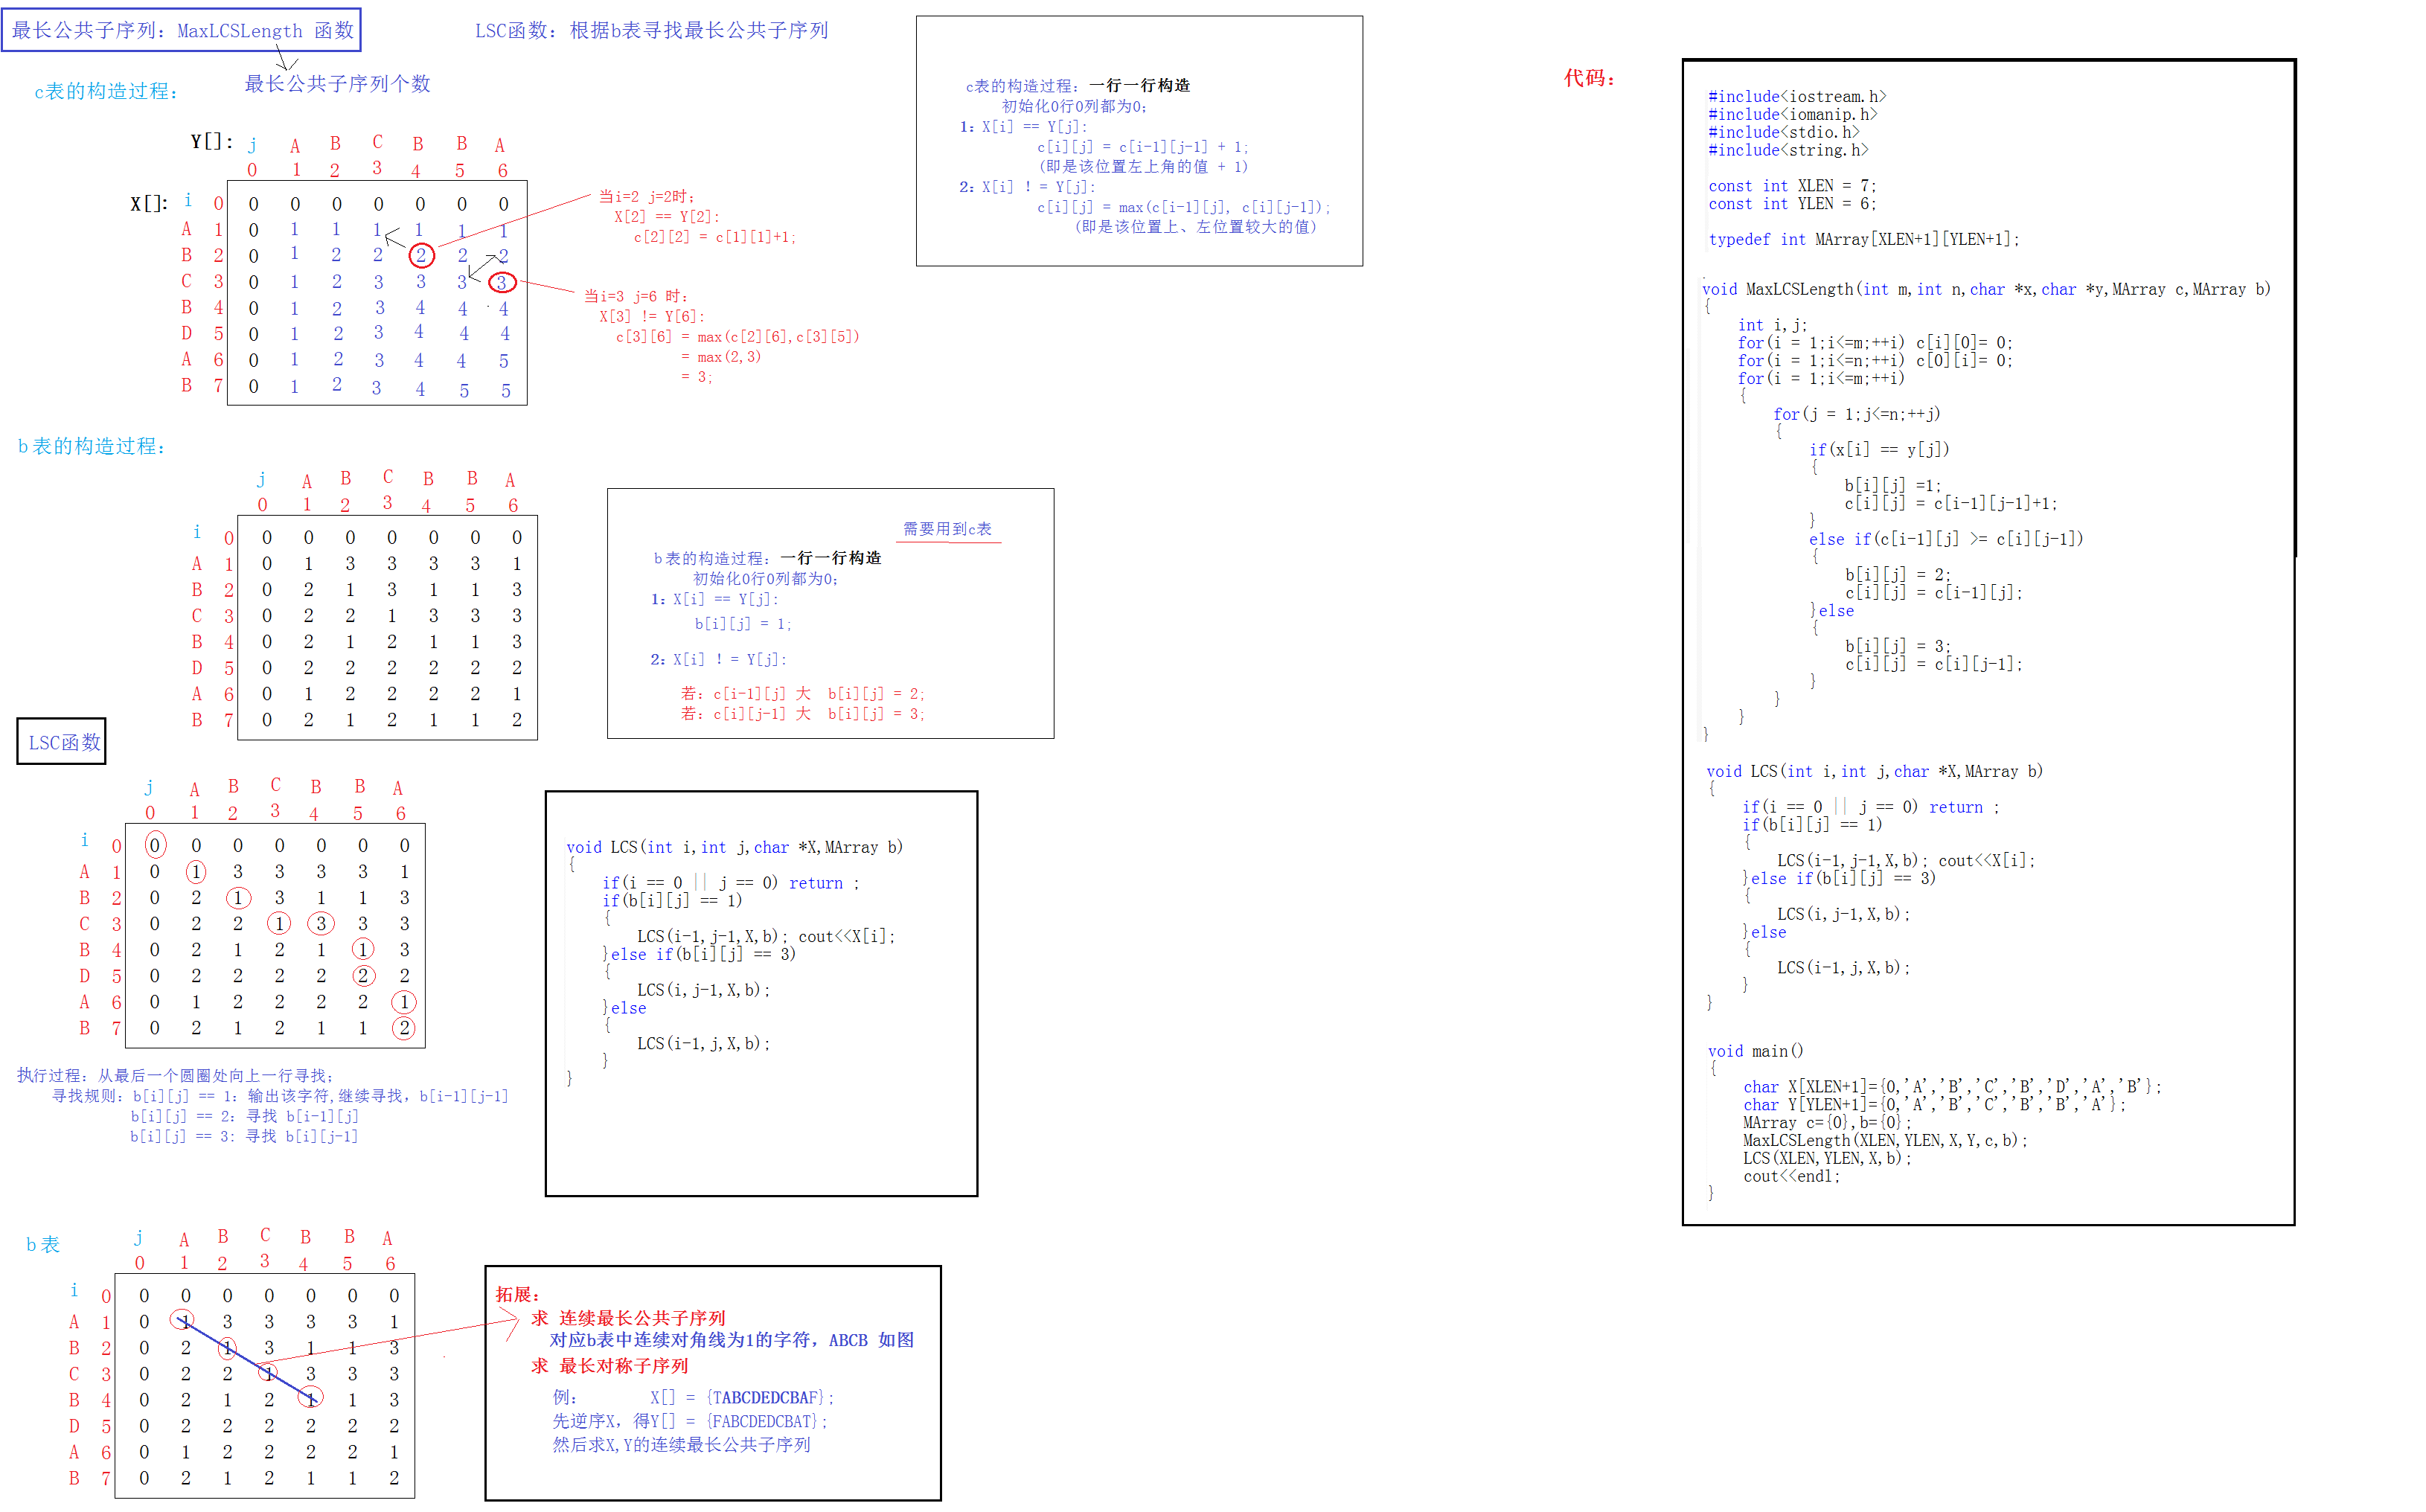 最长公共子序列: MaxLCSLength 函数
LSC函数: 根据b表寻找最长公共子序列
最长公共子序列个数
c表的构造过程:
Y[]: j A B C B B A
0 1 2 3 4 5 6
X[]: i 0 0 0 0 0 0 0 0
A 1 0 1 1 1 1 1 1
B 2 0 1 2 2 2 2 2
C 3 0 1 2 3 3 3 3
B 4 0 1 2 3 4 4 4
D 5 0 1 2 3 4 4 4
A 6 0 1 2 3 4 4 5
B 7 0 1 2 3 4 5 5
当i=2 j=2时;
X[2] == Y[2]:
c[2][2] = c[1][1]+1;
当i=3 j=6 时;
X[3] != Y[6]:
c[3][6] = max(c[2][6],c[3][5])
= max(2,3)
= 3;
c表的构造过程: 一行一行构造
初始化0行0列都为0;
1: X[i] == Y[j]:
c[i][j] = c[i-1][j-1] + 1;
(即是该位置左上角的值 + 1)
2: X[i] ! = Y[j]:
c[i][j] = max(c[i-1][j], c[i][j-1]);
(即是该位置上、左位置较大的值)
b 表的构造过程:
j A B C B B A
0 1 2 3 4 5 6
i 0 0 0 0 0 0 0 0
A 1 0 1 3 3 3 3 1
B 2 0 2 1 3 1 1 3
C 3 0 2 2 1 3 3 3
B 4 0 2 1 2 1 1 3
D 5 0 2 2 2 2 2 2
A 6 0 1 2 2 2 2 1
B 7 0 2 1 2 1 1 2
需要用到c表
b 表的构造过程: 一行一行构造
初始化0行0列都为0;
1: X[i] == Y[j]:
b[i][j] = 1;
2: X[i] ! = Y[j]:
若: c[i-1][j] 大 b[i][j] = 2;
若: c[i][j-1] 大 b[i][j] = 3;
LSC函数
j A B C B B A
0 1 2 3 4 5 6
i 0 0 0 0 0 0 0 0
A 1 0 1 3 3 3 3 1
B 2 0 2 1 3 1 1 3
C 3 0 2 2 1 3 3 3
B 4 0 2 1 2 1 1 3
D 5 0 2 2 2 2 2 2
A 6 0 1 2 2 2 2 1
B 7 0 2 1 2 1 1 2
执行过程: 从最后一个圆圈处向上一行寻找;
寻找规则: b[i][j] == 1: 输出该字符,继续寻找, b[i-1][j-1]
b[i][j] == 2: 寻找 b[i-1][j]
b[i][j] == 3: 寻找 b[i][j-1]
void LCS(int i,int j,char *X,MArray b)
{
if(i == 0 || j == 0) return ;
if(b[i][j] == 1)
{
LCS(i-1,j-1,X,b); cout<<X[i];
}else if(b[i][j] == 3)
{
LCS(i,j-1,X,b);
}else
{
LCS(i-1,j,X,b);
}
}
b 表
j A B C B B A
0 1 2 3 4 5 6
i 0 0 0 0 0 0 0 0
A 1 0 1 3 3 3 3 1
B 2 0 2 1 3 1 1 3
C 3 0 2 2 1 3 3 3
B 4 0 2 1 2 1 1 3
D 5 0 2 2 2 2 2 2
A 6 0 1 2 2 2 2 1
B 7 0 2 1 2 1 1 2
拓展:
求 连续最长公共子序列
对应b表中连续对角线为1的字符, ABCB 如图
求 最长对称子序列
例: X[] = {TABCDEDCBAF};
先逆序X, 得Y[] = {FABCDEDCBAT};
然后求X,Y的连续最长公共子序列
代码:
#include<iostream.h>
#include<iomanip.h>
#include<stdio.h>
#include<string.h>
const int XLEN = 7;
const int YLEN = 6;
typedef int MArray[XLEN+1][YLEN+1];
void MaxLCSLength(int m,int n,char *x,char *y,MArray c,MArray b)
{
int i,j;
for(i = 1;i<=m;++i) c[i][0]= 0;
for(i = 1;i<=n;++i) c[0][i]= 0;
for(i = 1;i<=m;++i)
{
for(j = 1;j<=n;++j)
{
if(x[i] == y[j])
{
b[i][j] =1;
c[i][j] = c[i-1][j-1]+1;
}
else if(c[i-1][j] >= c[i][j-1])
{
b[i][j] = 2;
c[i][j] = c[i-1][j];
}else
{
b[i][j] = 3;
c[i][j] = c[i][j-1];
}
}
}
}
void LCS(int i,int j,char *X,MArray b)
{
if(i == 0 || j == 0) return ;
if(b[i][j] == 1)
{
LCS(i-1,j-1,X,b); cout<<X[i];
}else if(b[i][j] == 3)
{
LCS(i,j-1,X,b);
}else
{
LCS(i-1,j,X,b);
}
}
void main()
{
char X[XLEN+1]={0,'A','B','C','B','D','A','B'};
char Y[YLEN+1]={0,'A','B','C','B','B','A'};
MArray c={0},b={0};
MaxLCSLength(XLEN,YLEN,X,Y,c,b);
LCS(XLEN,YLEN,X,b);
cout<<endl;
}